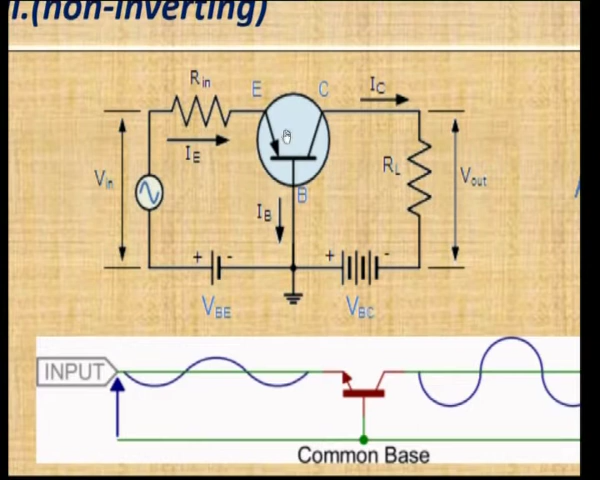 .(non-inverting)
Rin
E
C
IC
IE
Vin
RL
Vout
B
IB
+
-
+
-
VBE
VBC
INPUT
Common Base